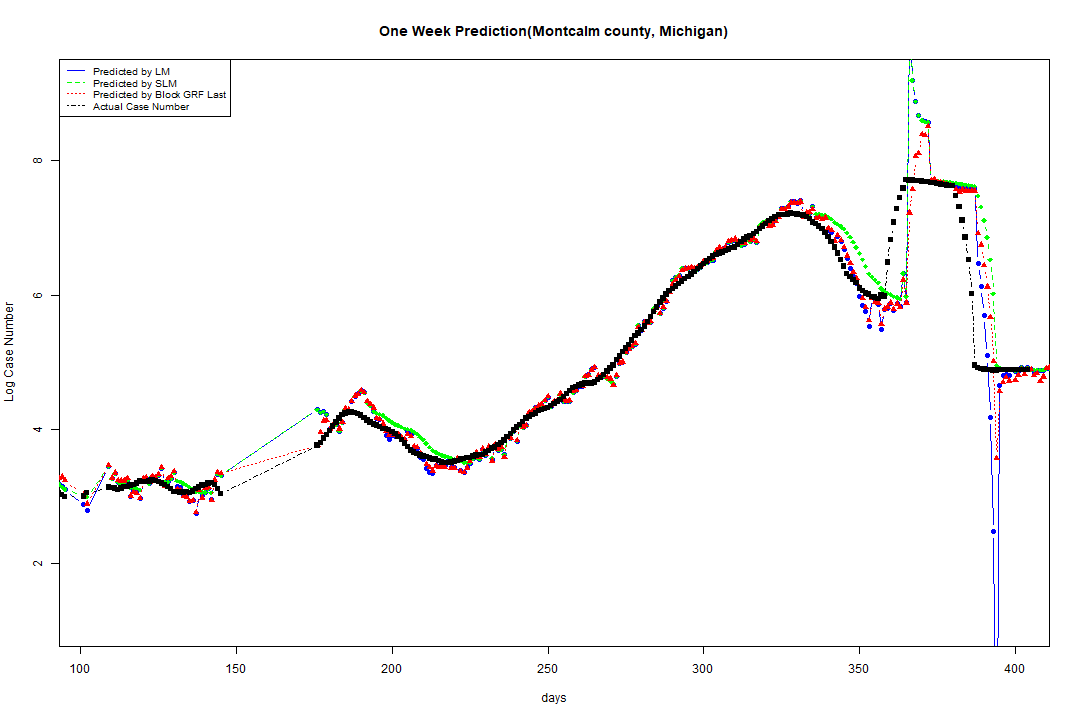 One Week Prediction(Montcalm county, Michigan)
Predicted by LM
Predicted by SLM
Predicted by Block GRF Last
Actual Case Number
8
6
4
2
Log Case Number
100 150 200 250 300 350 400
days